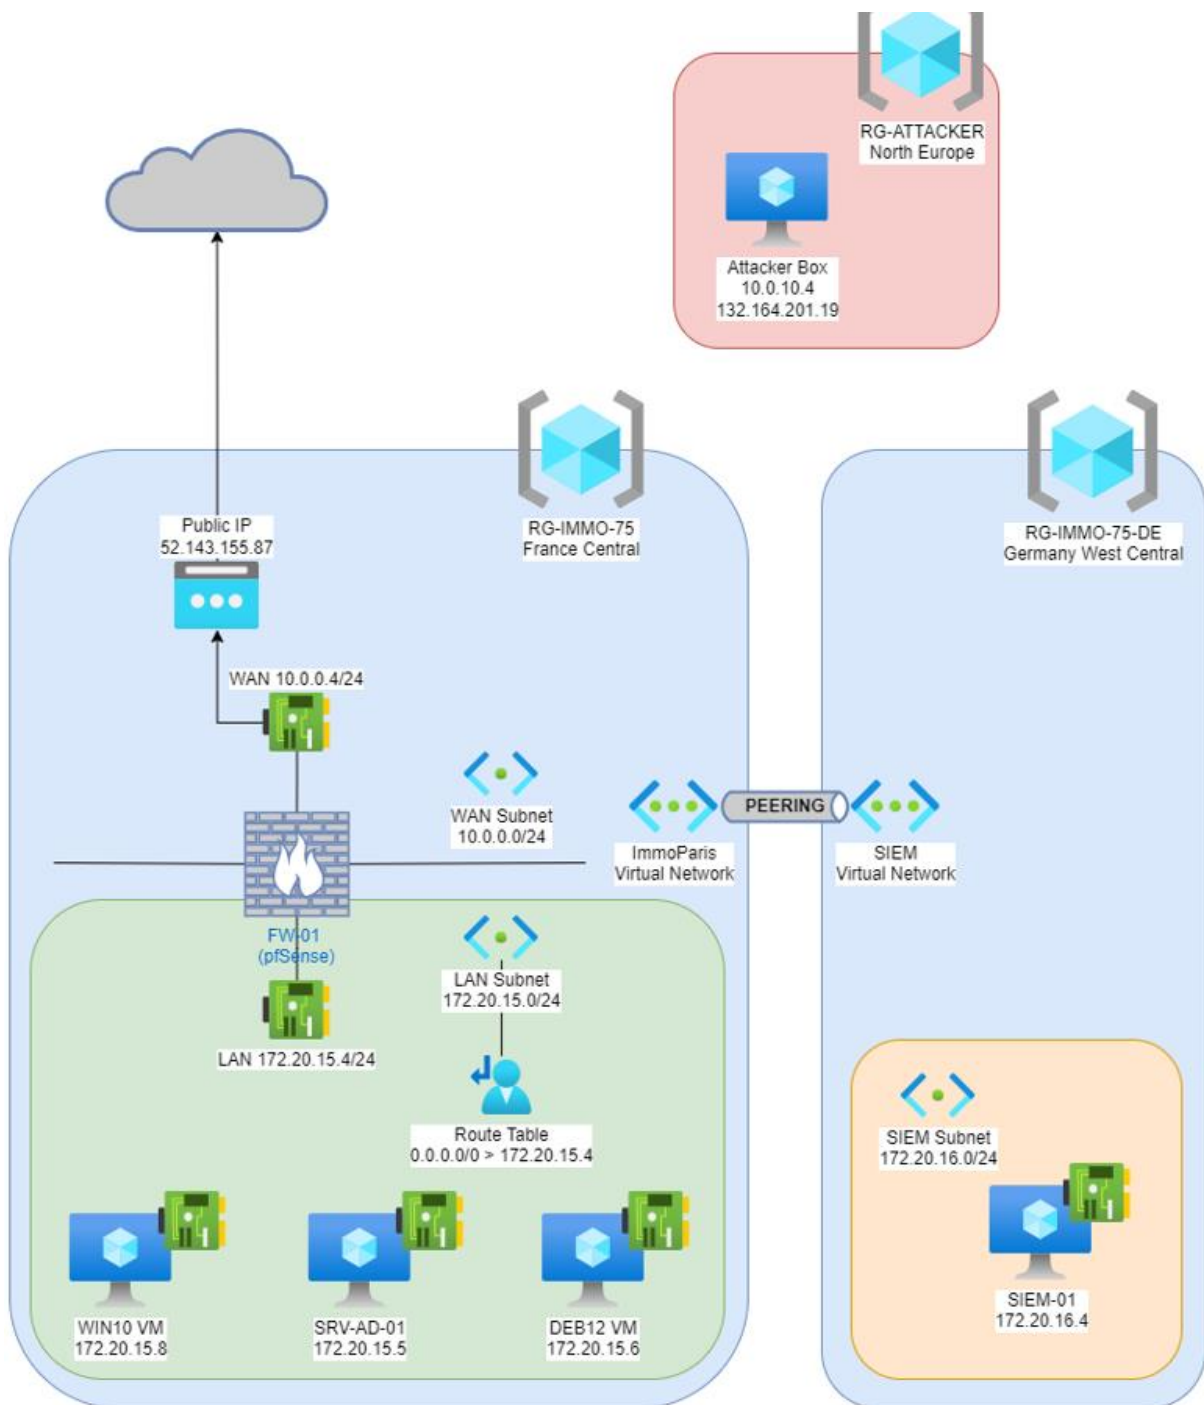 RG-ATTACKER
North Europe
Attacker Box
10.0.10.4
132.164.201.19
RG-IMMO-75
France Central
RG-IMMO-75-DE
Germany West Central
Public IP
52.143.155.87
WAN 10.0.0.4/24
WAN Subnet
10.0.0.0/24
PEERING
ImmoParis
Virtual Network
SIEM
Virtual Network
FW-01
(pfSense)
LAN Subnet
172.20.15.0/24
LAN 172.20.15.4/24
Route Table
0.0.0.0/0 > 172.20.15.4
SIEM Subnet
172.20.16.0/24
WIN10 VM
172.20.15.8
SRV-AD-01
172.20.15.5
DEB12 VM
172.20.15.6
SIEM-01
172.20.16.4